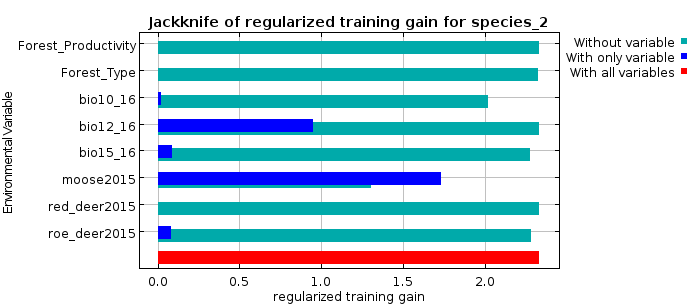 Jackknife of regularized training gain for species_2
Without variable
With only variable
With all variables
Environmental Variable
Forest_Productivity
Forest_Type
bio10_16
bio12_16
bio15_16
moose2015
red_deer2015
roe_deer2015
0.0 0.5 1.0 1.5 2.0
regularized training gain